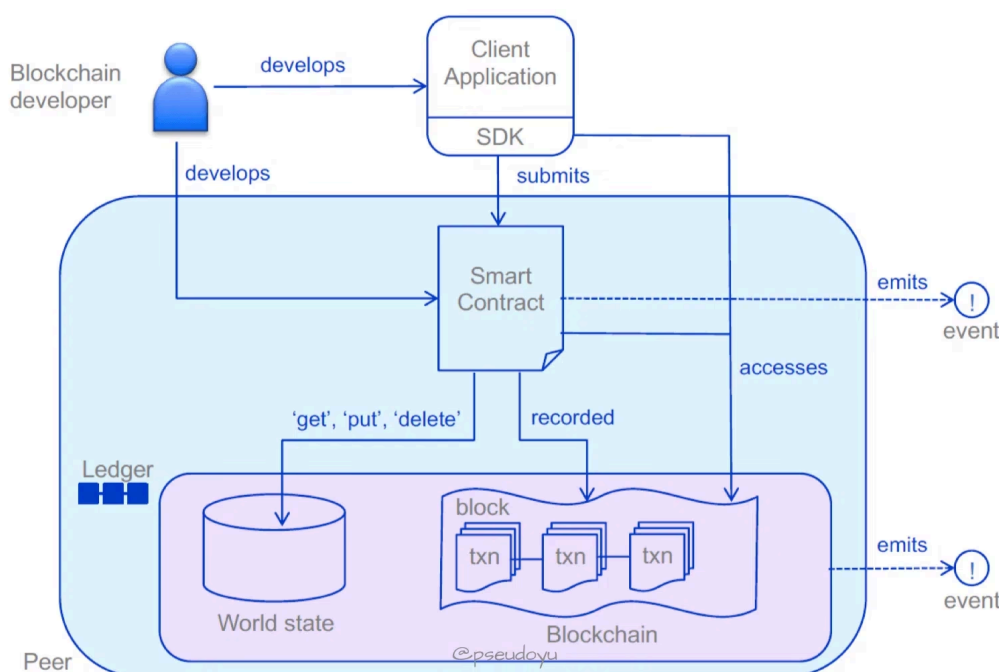 Blockchain
developer
develops
Client
Application
SDK
develops
submits
Smart
Contract
emits
!
event
accesses
‘get’, ‘put’, ‘delete’
recorded
Ledger
block
txn
txn
txn
emits
!
event
World state
Blockchain
Peer
@pseudoyu